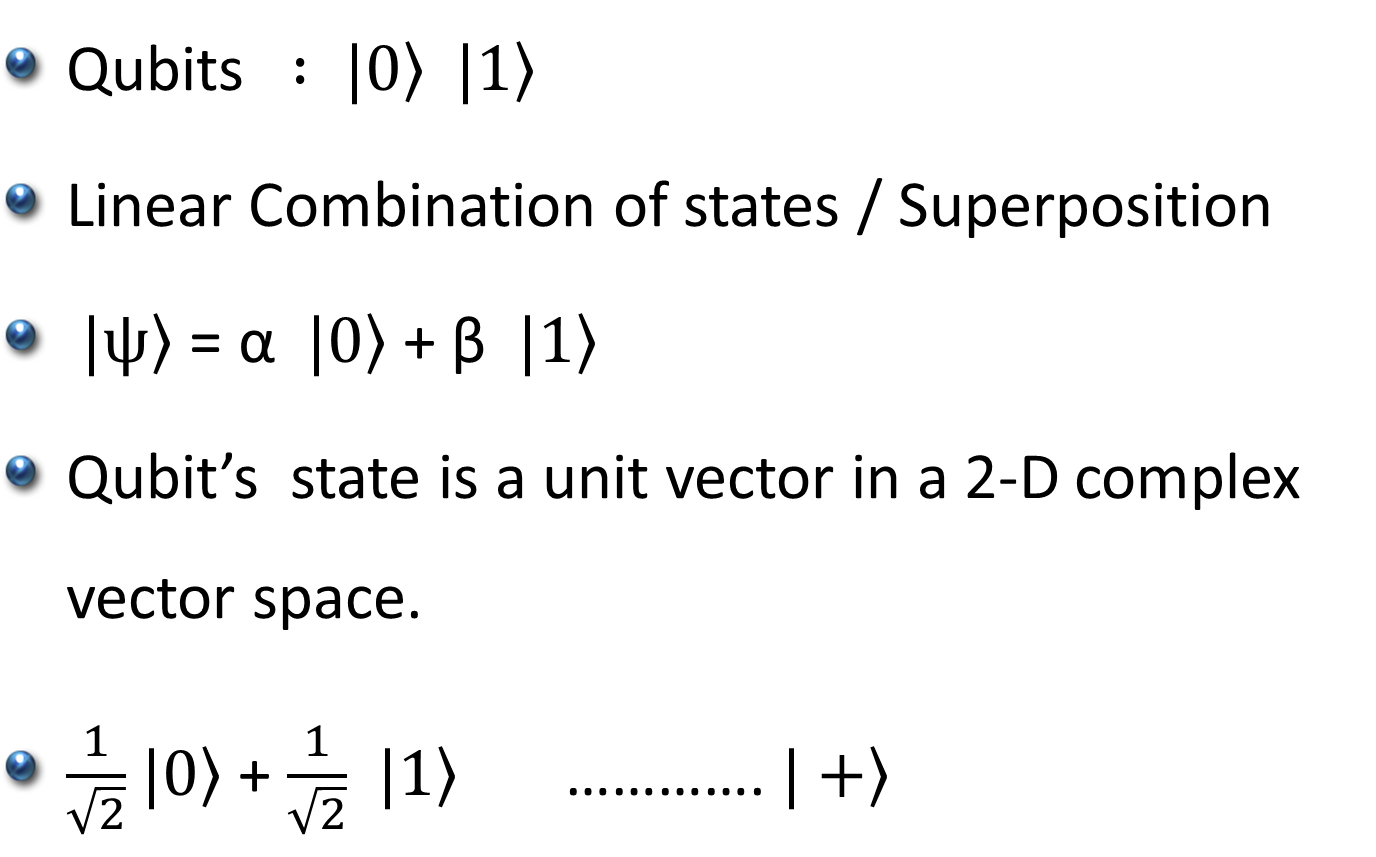 Qubits : |0⟩ |1⟩
Linear Combination of states / Superposition
|ψ⟩ = α |0⟩ + β |1⟩
Qubit’s state is a unit vector in a 2-D complex
vector space.
1/√2 |0⟩ + 1/√2 |1⟩ ............. | +⟩